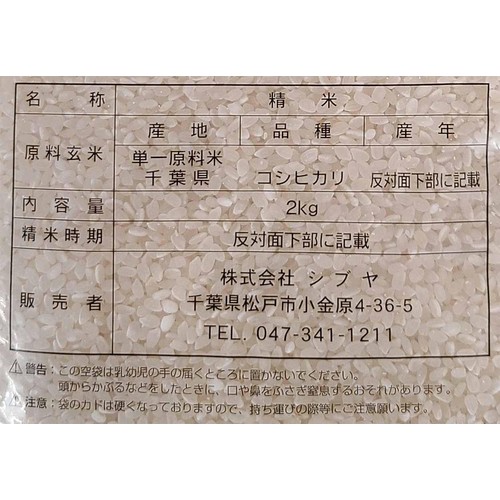 名称 精米
原料玄米 産地 品種 産年
単一原料米
千葉県 コシヒカリ 反対面下部に記載
内容量 2kg
精米時期 反対面下部に記載
販売者 株式会社 シブヤ
千葉県松戸市小金原4-36-5
TEL. 047-341-1211
⚠警告：この空袋は乳幼児の手の届くところに置かないでください。
頭からかぶるなどをしたときに、口や鼻をふさぎ窒息するおそれがあります。
⚠注意：袋のカドは硬くなっておりますので、持ち運びの際等にご注意願います。